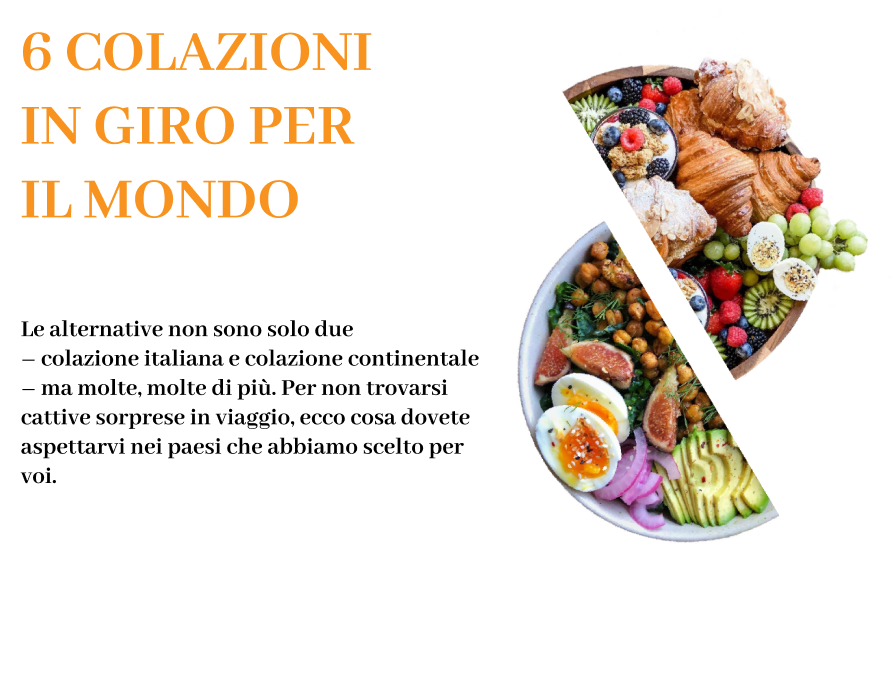 6 COLAZIONI
IN GIRO PER
IL MONDO
Le alternative non sono solo due
– colazione italiana e colazione continentale
– ma molte, molte di più. Per non trovarsi
cattive sorprese in viaggio, ecco cosa dovete
aspettarvi nei paesi che abbiamo scelto per
voi.